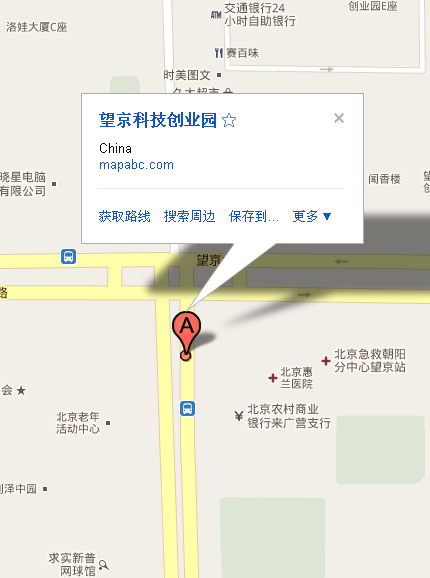 创业园E座
交通银行24
小时自助银行
ATM
洛娃大厦C座
赛百味
时美图文
久大超市
望京科技创业园 ☆
×
China
mapabc.com
获取路线 搜索周边 保存到... 更多 ▼
晓星电脑
有限公司
闻香楼
望
创
望京
路
A
北京急救朝阳
分中心望京站
北京惠
兰医院
会 ★
北京老年
活动中心
¥
北京农村商业
银行来广营支行
利泽中园
求实新普
网球馆